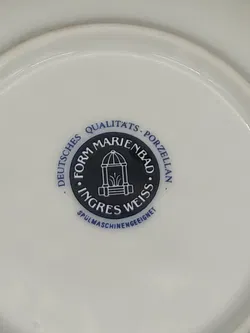 · DEUTSCHES QUALITÄTS · PORZELLAN ·
· FORM MARIENBAD ·
INGRES WEISS
SPÜLMASCHINENGEEIGNET